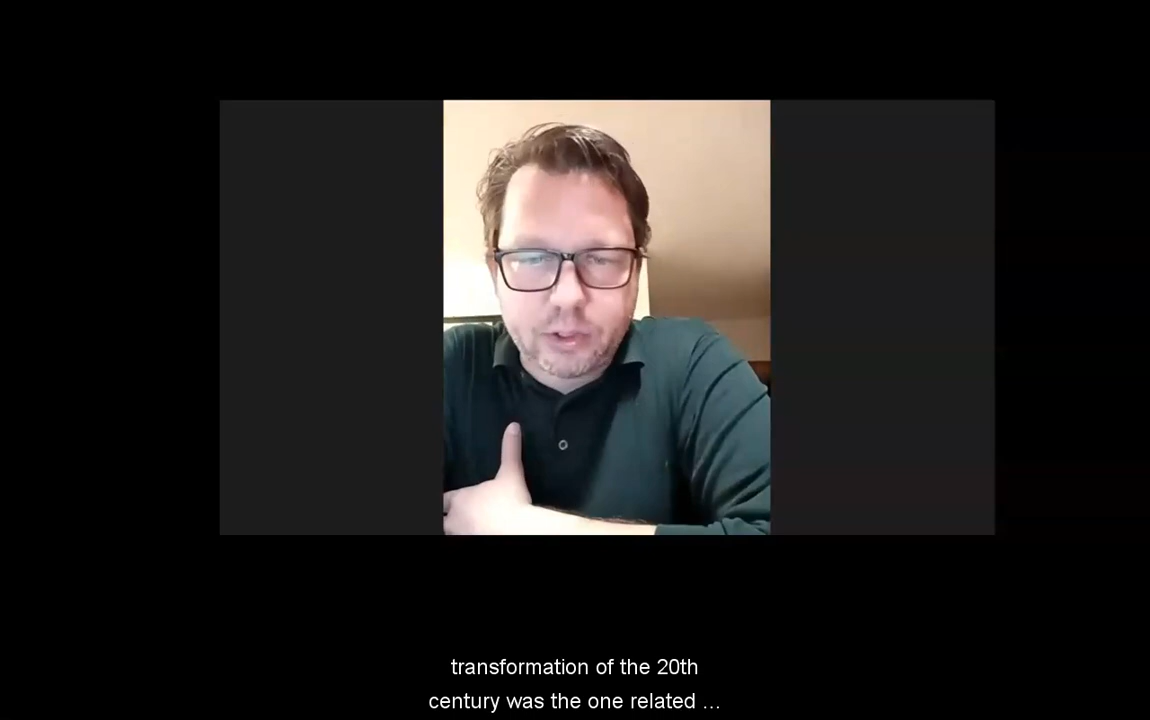 transformation of the 20th
century was the one related ...